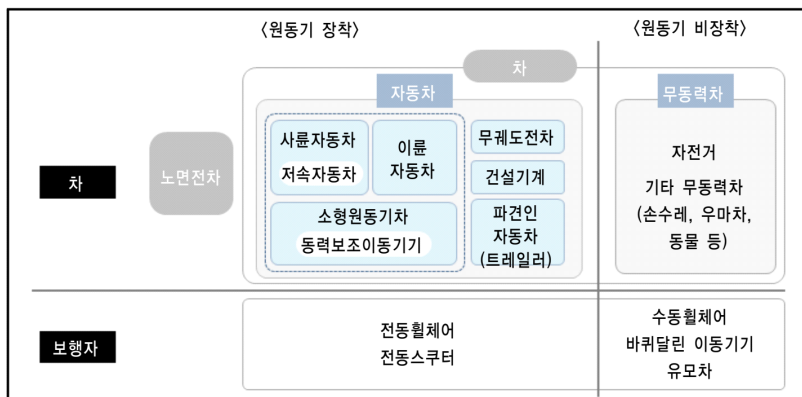 〈원동기 장착〉
〈원동기 비장착〉
차
자동차
무동력차
차
노면전차
사륜자동차
저속자동차
이륜
자동차
소형원동기차
동력보조이동기기
무궤도전차
건설기계
파견인
자동차
(트레일러)
자전거
기타 무동력차
(손수레, 우마차,
동물 등)
보행자
전동휠체어
전동스쿠터
수동휠체어
바퀴달린 이동기기
유모차